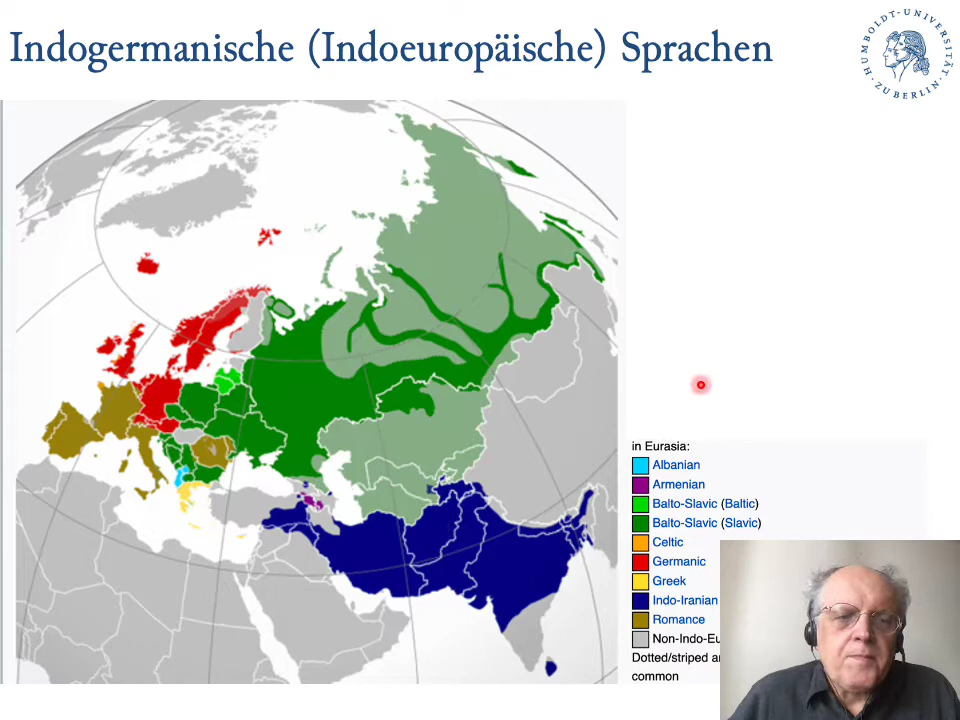 Indogermanische (Indoeuropäische) Sprachen
HUMBOLDT-UNIVERSITÄT
ZU BERLIN
in Eurasia:
Albanian
Armenian
Balto-Slavic (Baltic)
Balto-Slavic (Slavic)
Celtic
Germanic
Greek
Indo-Iranian
Romance
Non-Indo-Eu
Dotted/striped
common